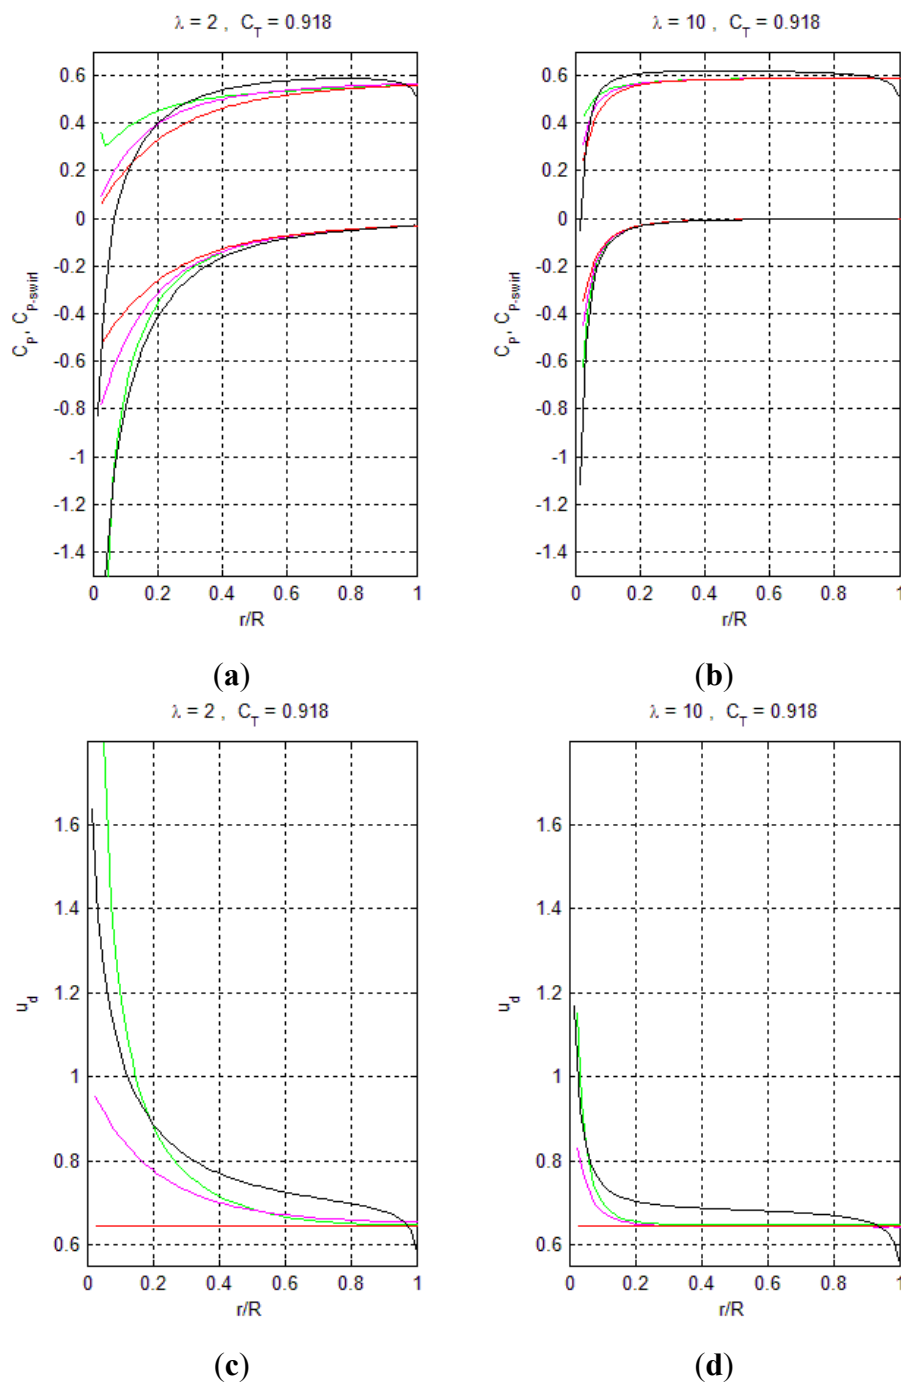 λ = 2 , C_T = 0.918
λ = 10 , C_T = 0.918
0.6
0.4
0.2
0
-0.2
-0.4
-0.6
-0.8
-1
-1.2
-1.4
C_P, C_P-swirl
0 0.2 0.4 0.6 0.8 1
r/R
0.6
0.4
0.2
0
-0.2
-0.4
-0.6
-0.8
-1
-1.2
-1.4
C_P, C_P-swirl
0 0.2 0.4 0.6 0.8 1
r/R
(a)
(b)
λ = 2 , C_T = 0.918
λ = 10 , C_T = 0.918
1.6
1.4
1.2
1
0.8
0.6
u_d
0 0.2 0.4 0.6 0.8 1
r/R
1.6
1.4
1.2
1
0.8
0.6
u_d
0 0.2 0.4 0.6 0.8 1
r/R
(c)
(d)